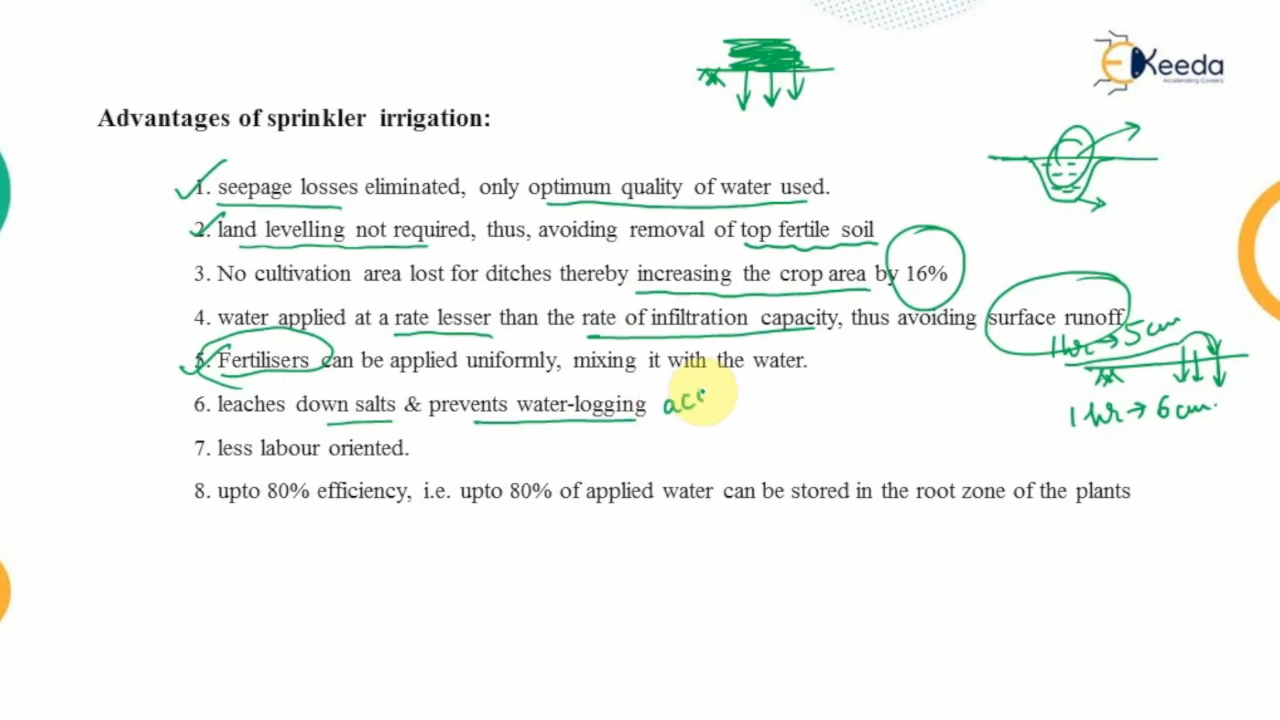 EKeeda
Accelerating Careers
Advantages of sprinkler irrigation:
1. seepage losses eliminated, only optimum quality of water used.
2. land levelling not required, thus, avoiding removal of top fertile soil
3. No cultivation area lost for ditches thereby increasing the crop area by 16%
4. water applied at a rate lesser than the rate of infiltration capacity, thus avoiding surface runoff
1hr → 5 cm
5. Fertilisers can be applied uniformly, mixing it with the water.
6. leaches down salts & prevents water-logging acc
1 hr → 6 cm.
7. less labour oriented.
8. upto 80% efficiency, i.e. upto 80% of applied water can be stored in the root zone of the plants